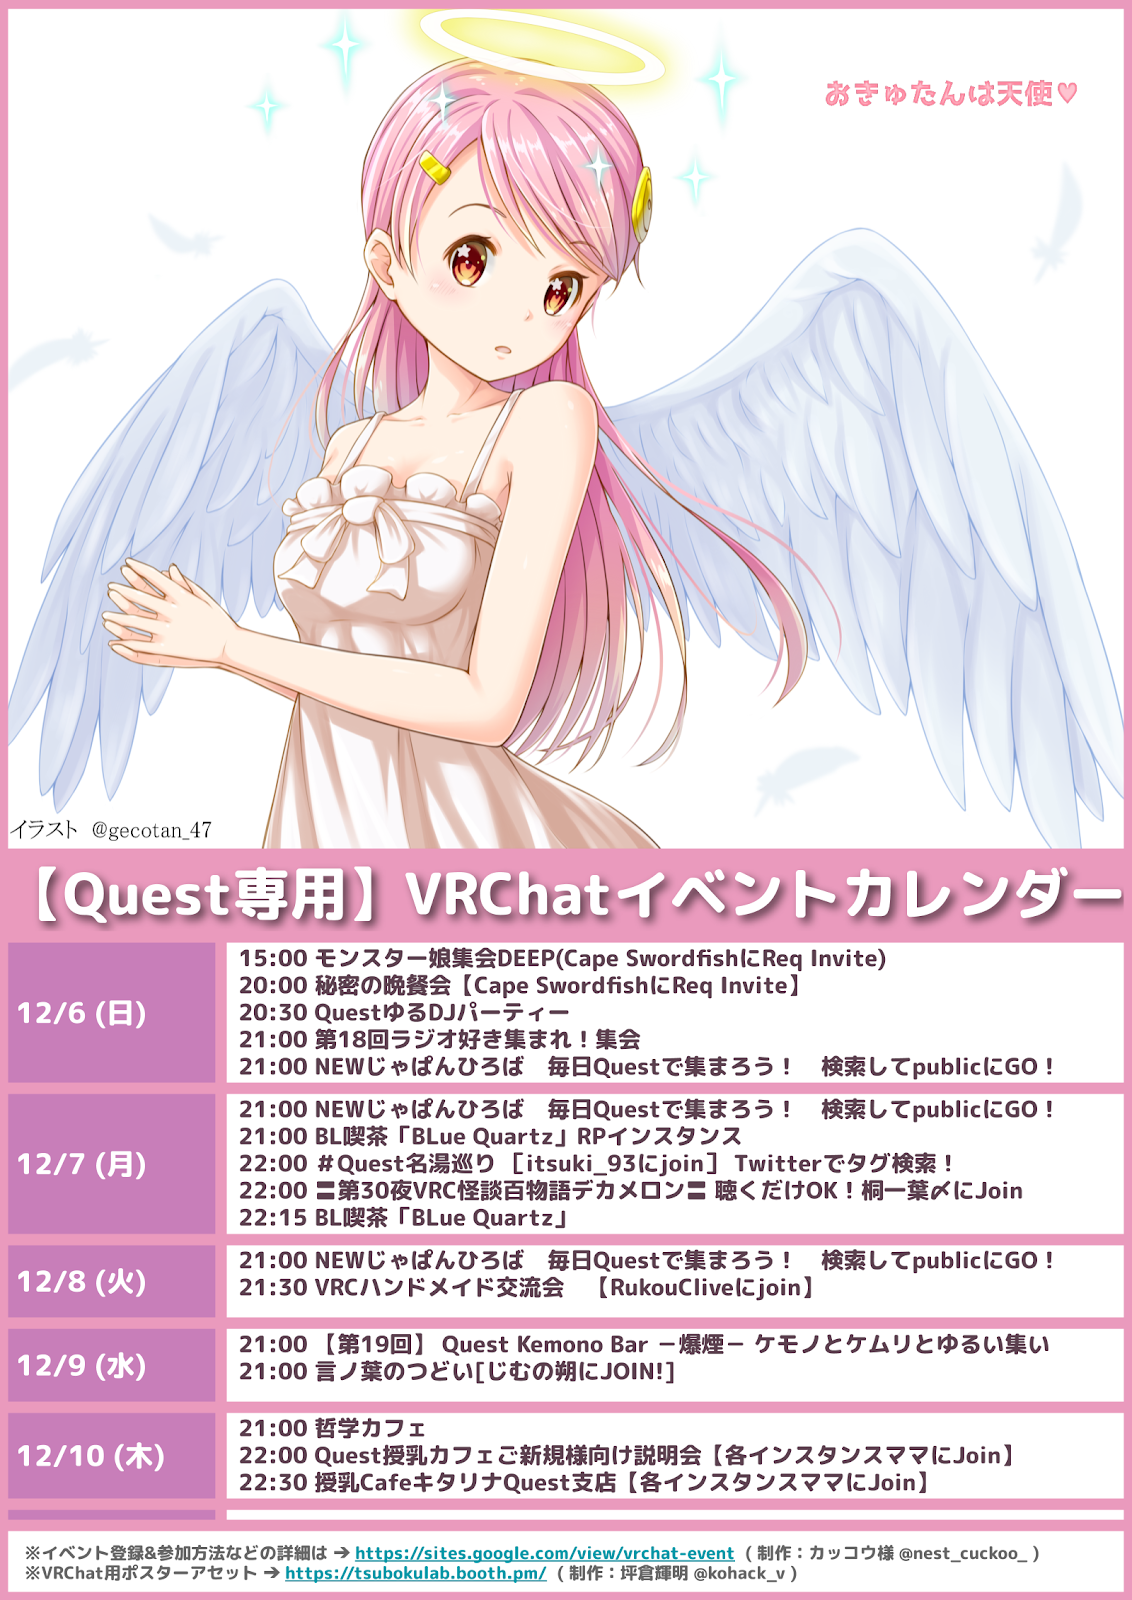 おきゅたんは天使♡
イラスト @gecotan_47
【Quest専用】VRChatイベントカレンダー
12/6 (日)
15:00 モンスター娘集会DEEP(Cape SwordfishにReq Invite)
20:00 秘密の晩餐会【Cape SwordfishにReq Invite】
20:30 QuestゆるDJパーティー
21:00 第18回ラジオ好き集まれ！集会
21:00 NEWじゃぱんひろば　毎日Questで集まろう！　検索してpublicにGO！
12/7 (月)
21:00 NEWじゃぱんひろば　毎日Questで集まろう！　検索してpublicにGO！
21:00 BL喫茶「BLue Quartz」RPインスタンス
22:00 ＃Quest名湯巡り ［itsuki_93にjoin］ Twitterでタグ検索！
22:00 〓第30夜VRC怪談百物語デカメロン〓 聴くだけOK！桐一葉〆にJoin
22:15 BL喫茶「BLue Quartz」
12/8 (火)
21:00 NEWじゃぱんひろば　毎日Questで集まろう！　検索してpublicにGO！
21:30 VRCハンドメイド交流会　【RukouCliveにjoin】
12/9 (水)
21:00 【第19回】 Quest Kemono Bar －爆煙－ ケモノとケムリとゆるい集い
21:00 言ノ葉のつどい[じむの朔にJOIN!]
12/10 (木)
21:00 哲学カフェ
22:00 Quest授乳カフェご新規様向け説明会【各インスタンスママにJoin】
22:30 授乳CafeキタリナQuest支店【各インスタンスママにJoin】
※イベント登録&参加方法などの詳細は → https://sites.google.com/view/vrchat-event ( 制作：カッコウ様 @nest_cuckoo_ )
※VRChat用ポスターアセット → https://tsubokulab.booth.pm/ ( 制作：坪倉輝明 @kohack_v )